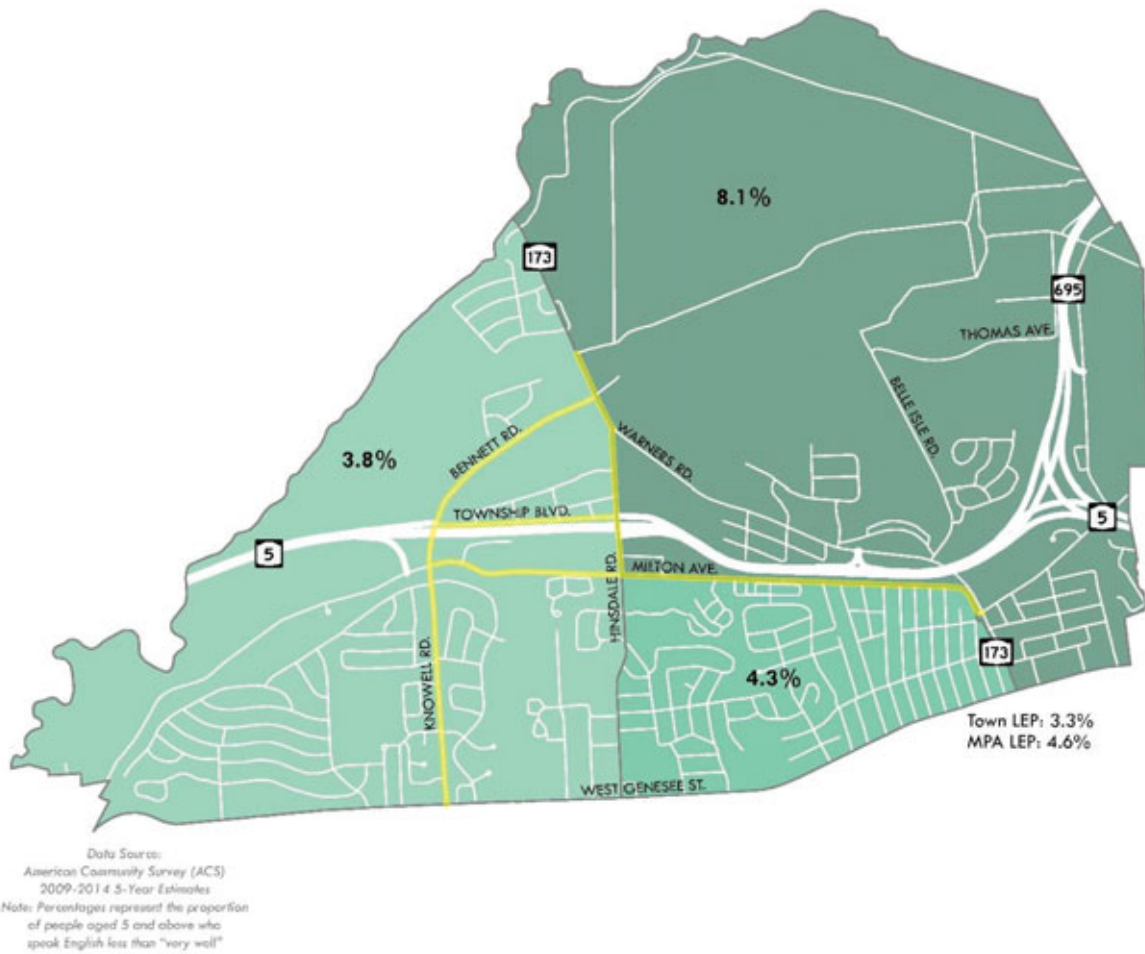 8.1%
173
695
THOMAS AVE.
BELLE ISLE RD.
WARNERS RD.
BENNETT RD.
3.8%
TOWNSHIP BLVD.
5
5
MILTON AVE.
HINSDALE RD.
KNOWELL RD.
173
4.3%
Town LEP: 3.3%
MPA LEP: 4.6%
WEST GENESEE ST.
Data Source:
American Community Survey (ACS)
2009-2014 5-Year Estimates
Note: Percentages represent the proportion
of people aged 5 and above who
speak English less than "very well"